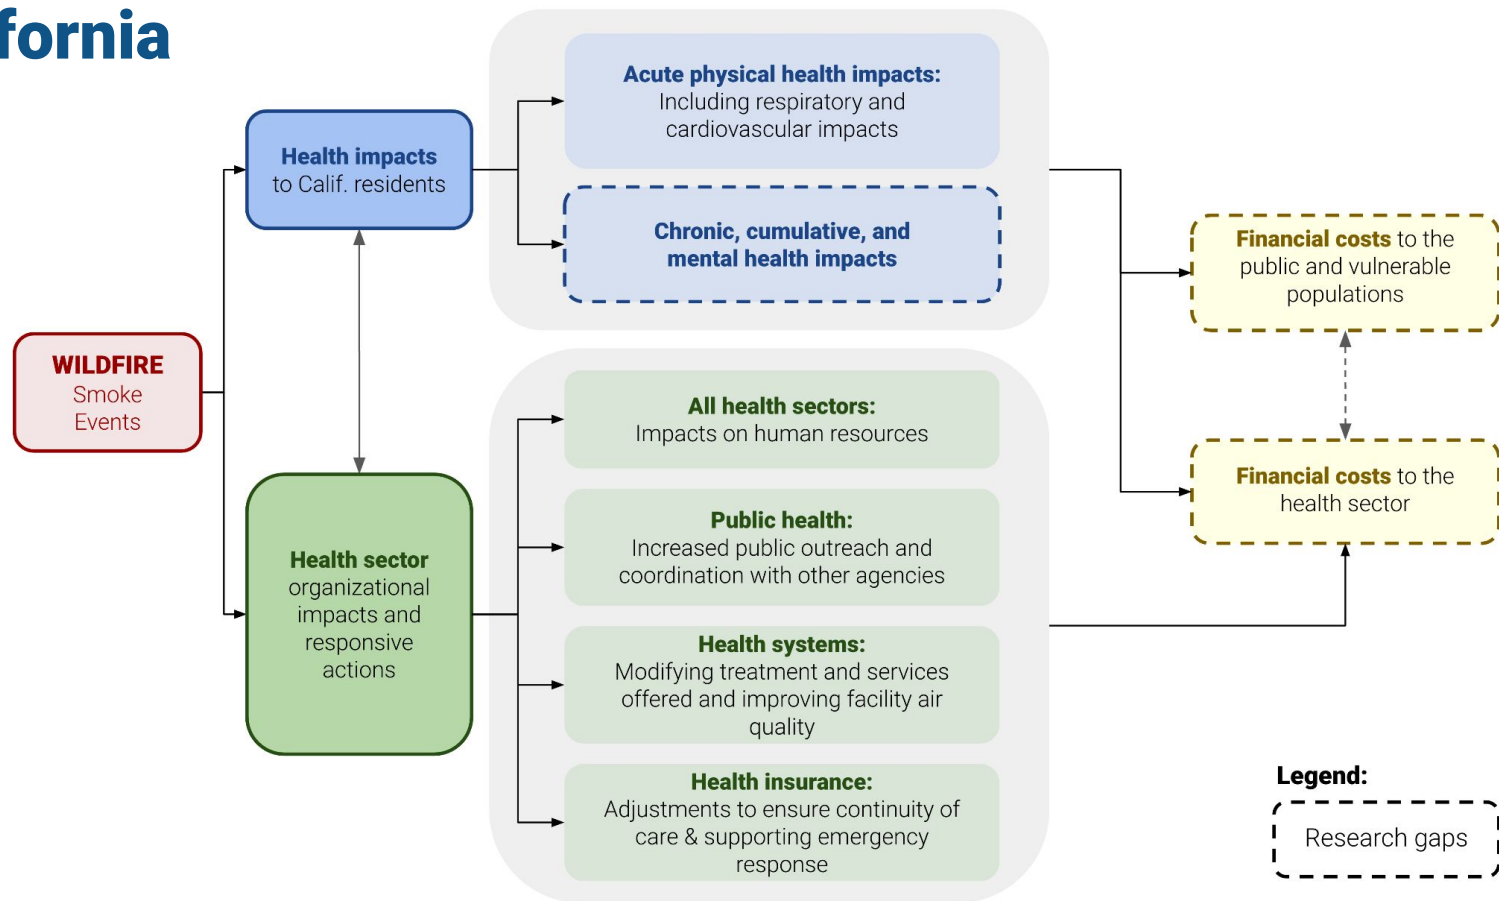 fornia
Acute physical health impacts:
Including respiratory and
cardiovascular impacts
Health impacts
to Calif. residents
Chronic, cumulative, and
mental health impacts
Financial costs to the
public and vulnerable
populations
WILDFIRE
Smoke
Events
All health sectors:
Impacts on human resources
Financial costs to the
health sector
Public health:
Increased public outreach and
coordination with other agencies
Health sector
organizational
impacts and
responsive
actions
Health systems:
Modifying treatment and services
offered and improving facility air
quality
Health insurance:
Adjustments to ensure continuity of
care & supporting emergency
response
Legend:
Research gaps